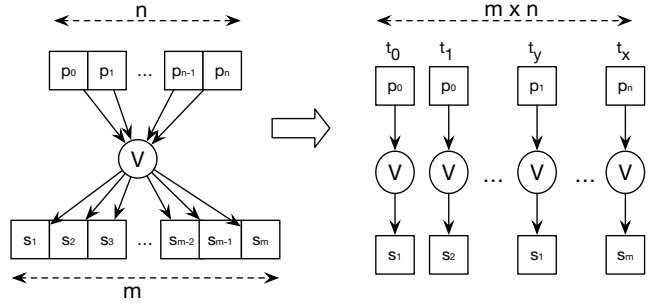 n
p0 p1 ... pn-1 pn
V
s1 s2 s3 ... sm-2 sm-1 sm
m
m x n
t0 t1 ty tx
p0 p0 p1 pn
V V ... V ... V
s1 s2 s1 sm